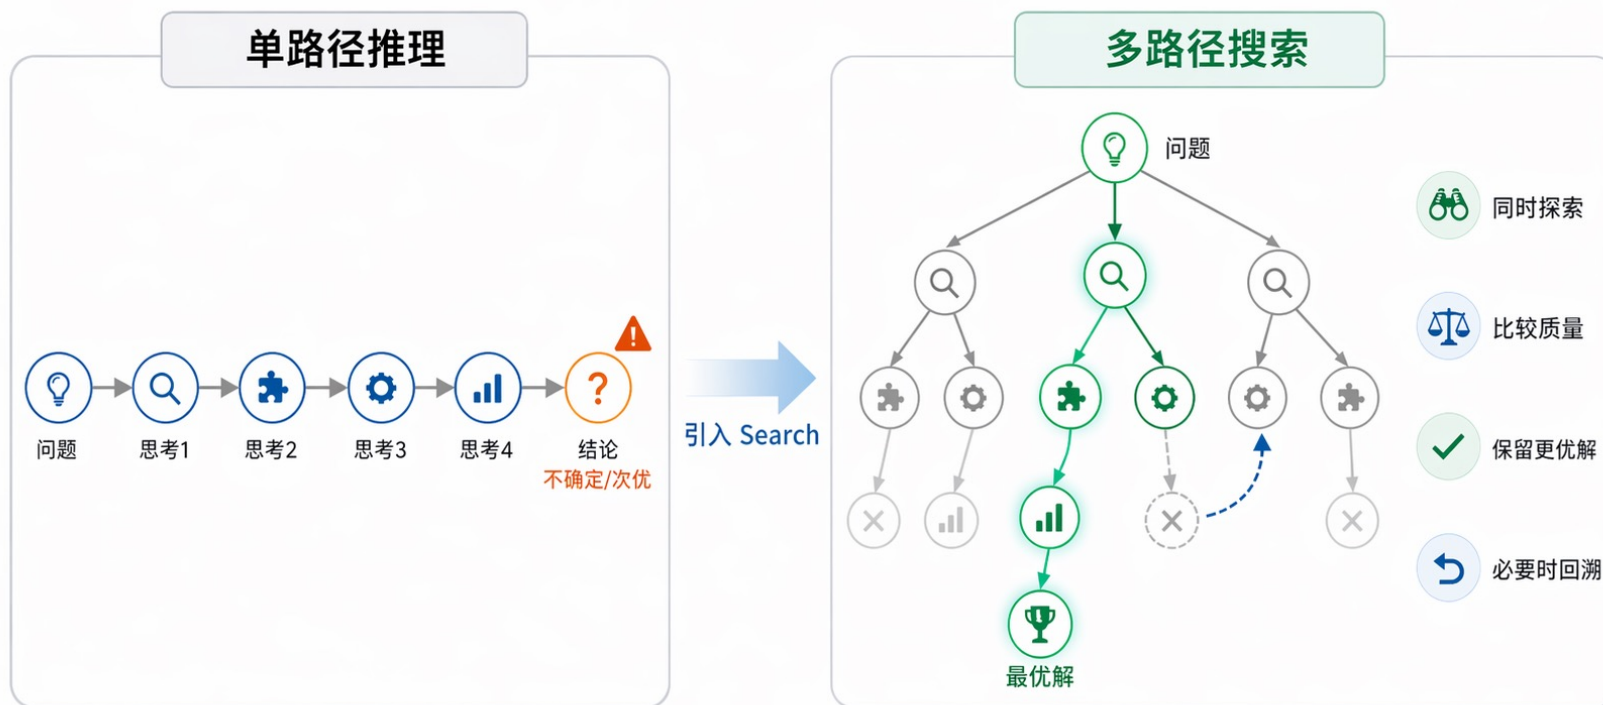 单路径推理
问题
思考1
思考2
思考3
思考4
结论
不确定/次优
引入 Search
多路径搜索
问题
最优解
同时探索
比较质量
保留更优解
必要时回溯